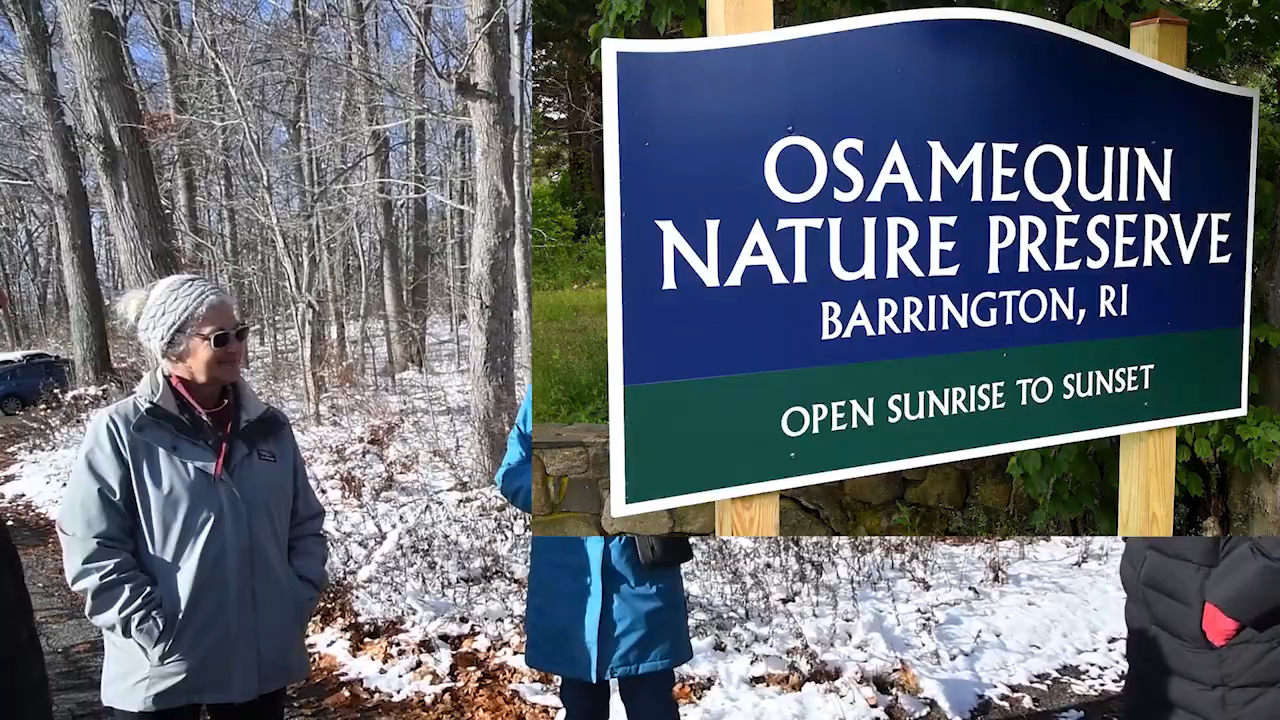 OSAMEQUIN
NATURE PRESERVE
BARRINGTON, RI
OPEN SUNRISE TO SUNSET